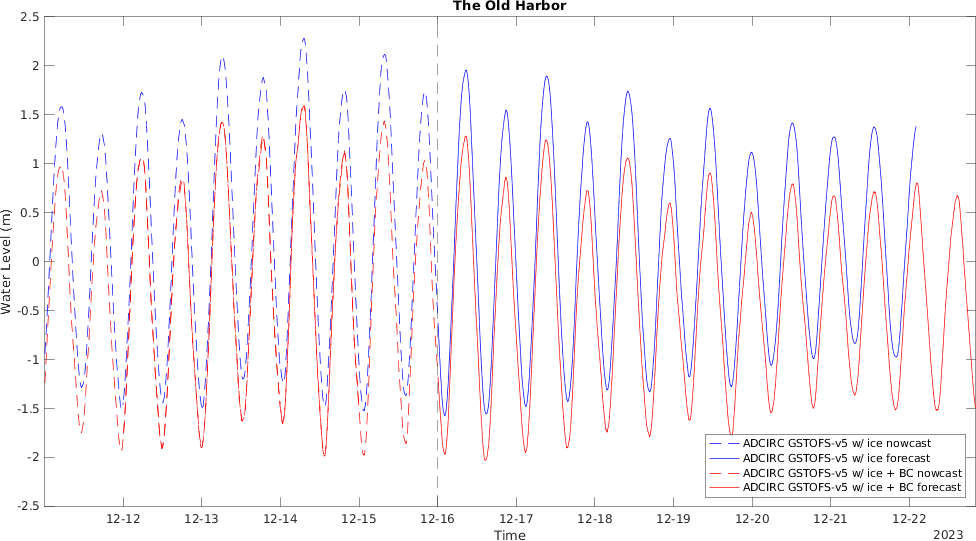 The Old Harbor
2.5
2
1.5
1
0.5
0
-0.5
-1
-1.5
-2
-2.5
Water Level (m)
ADCIRC GSTOFS-v5 w/ ice nowcast
ADCIRC GSTOFS-v5 w/ ice forecast
ADCIRC GSTOFS-v5 w/ ice + BC nowcast
ADCIRC GSTOFS-v5 w/ ice + BC forecast
12-12 12-13 12-14 12-15 12-16 12-17 12-18 12-19 12-20 12-21 12-22
Time
2023